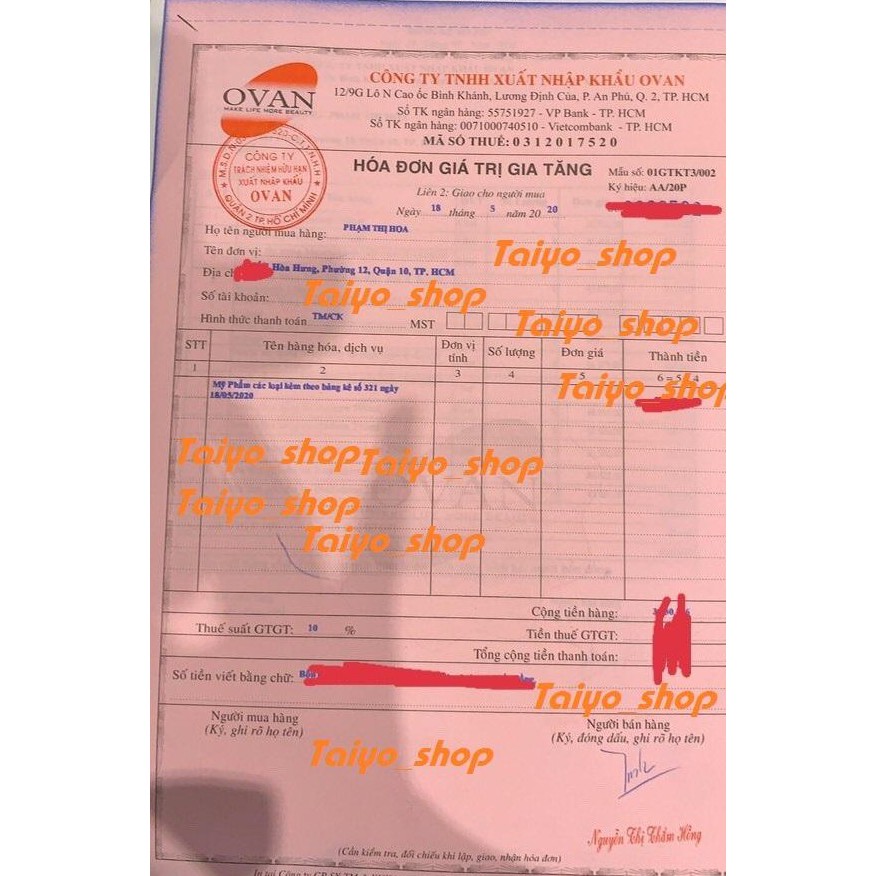 OVAN
MAKE LIFE MORE BEAUTY
CÔNG TY TNHH XUẤT NHẬP KHẨU OVAN
12/9G Lô N Cao ốc Bình Khánh, Lương Định Của, P. An Phú, Q. 2, TP. HCM
Số TK ngân hàng: 55751927 - VP Bank - TP. HCM
Số TK ngân hàng: 0071000740510 - Vietcombank - TP. HCM
MÃ SỐ THUẾ: 0312017520
CÔNG TY
TRÁCH NHIỆM HỮU HẠN
XUẤT NHẬP KHẨU
OVAN
QUẬN 2 TP. HỒ CHÍ MINH
HÓA ĐƠN GIÁ TRỊ GIA TĂNG
Mẫu số: 01GTKT3/002
Liên 2: Giao cho người mua
Ký hiệu: AA/20P
Ngày 18 tháng 5 năm 20 20
Họ tên người mua hàng: PHẠM THỊ HOA
Tên đơn vị:
Taiyo_shop
Địa Hòa Hưng, Phường 12, Quận 10, TP. HCM
Số tài khoản:
Taiyo_shop
Hình thức thanh toán TM/CK MST
Taiyo_shop
STT Tên hàng hóa, dịch vụ Đơn vị tính Số lượng Đơn giá Thành tiền
1 2 3 4 5 6 = 5
Taiyo_shop
Mỹ Phẩm các loại kèm theo bảng kê số 321 ngày
18/05/2020
OVAN
Taiyo_shop
Taiyo_shop
Taiyo_shop
Taiyo_shop
Cộng tiền hàng:
Thuế suất GTGT: 10 % Tiền thuế GTGT:
Tổng cộng tiền thanh toán:
Số tiền viết bằng chữ:
Taiyo_shop
Người mua hàng
(Ký, ghi rõ họ tên)
Người bán hàng
(Ký, đóng dấu, ghi rõ họ tên)
Taiyo_shop
Nguyễn Thị Thắm Hồng
(Cần kiểm tra, đối chiếu khi lập, giao, nhận hóa đơn)